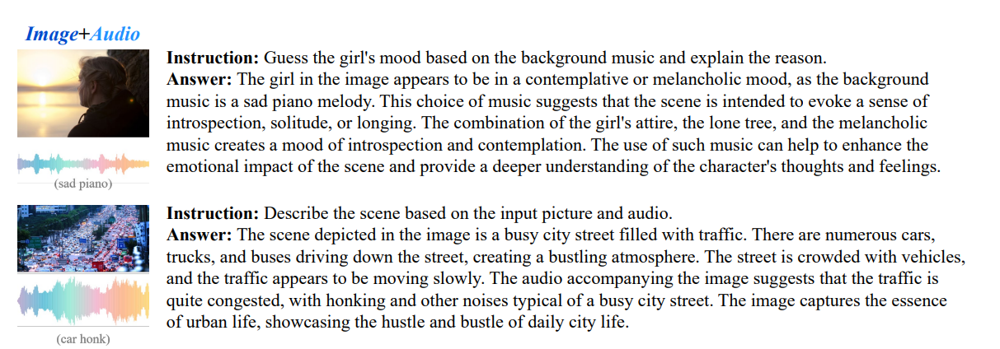 Image+Audio
Instruction: Guess the girl's mood based on the background music and explain the reason.
Answer: The girl in the image appears to be in a contemplative or melancholic mood, as the background
music is a sad piano melody. This choice of music suggests that the scene is intended to evoke a sense of
introspection, solitude, or longing. The combination of the girl's attire, the lone tree, and the melancholic
music creates a mood of introspection and contemplation. The use of such music can help to enhance the
emotional impact of the scene and provide a deeper understanding of the character's thoughts and feelings.
(sad piano)
Instruction: Describe the scene based on the input picture and audio.
Answer: The scene depicted in the image is a busy city street filled with traffic. There are numerous cars,
trucks, and buses driving down the street, creating a bustling atmosphere. The street is crowded with vehicles,
and the traffic appears to be moving slowly. The audio accompanying the image suggests that the traffic is
quite congested, with honking and other noises typical of a busy city street. The image captures the essence
of urban life, showcasing the hustle and bustle of daily city life.
(car honk)